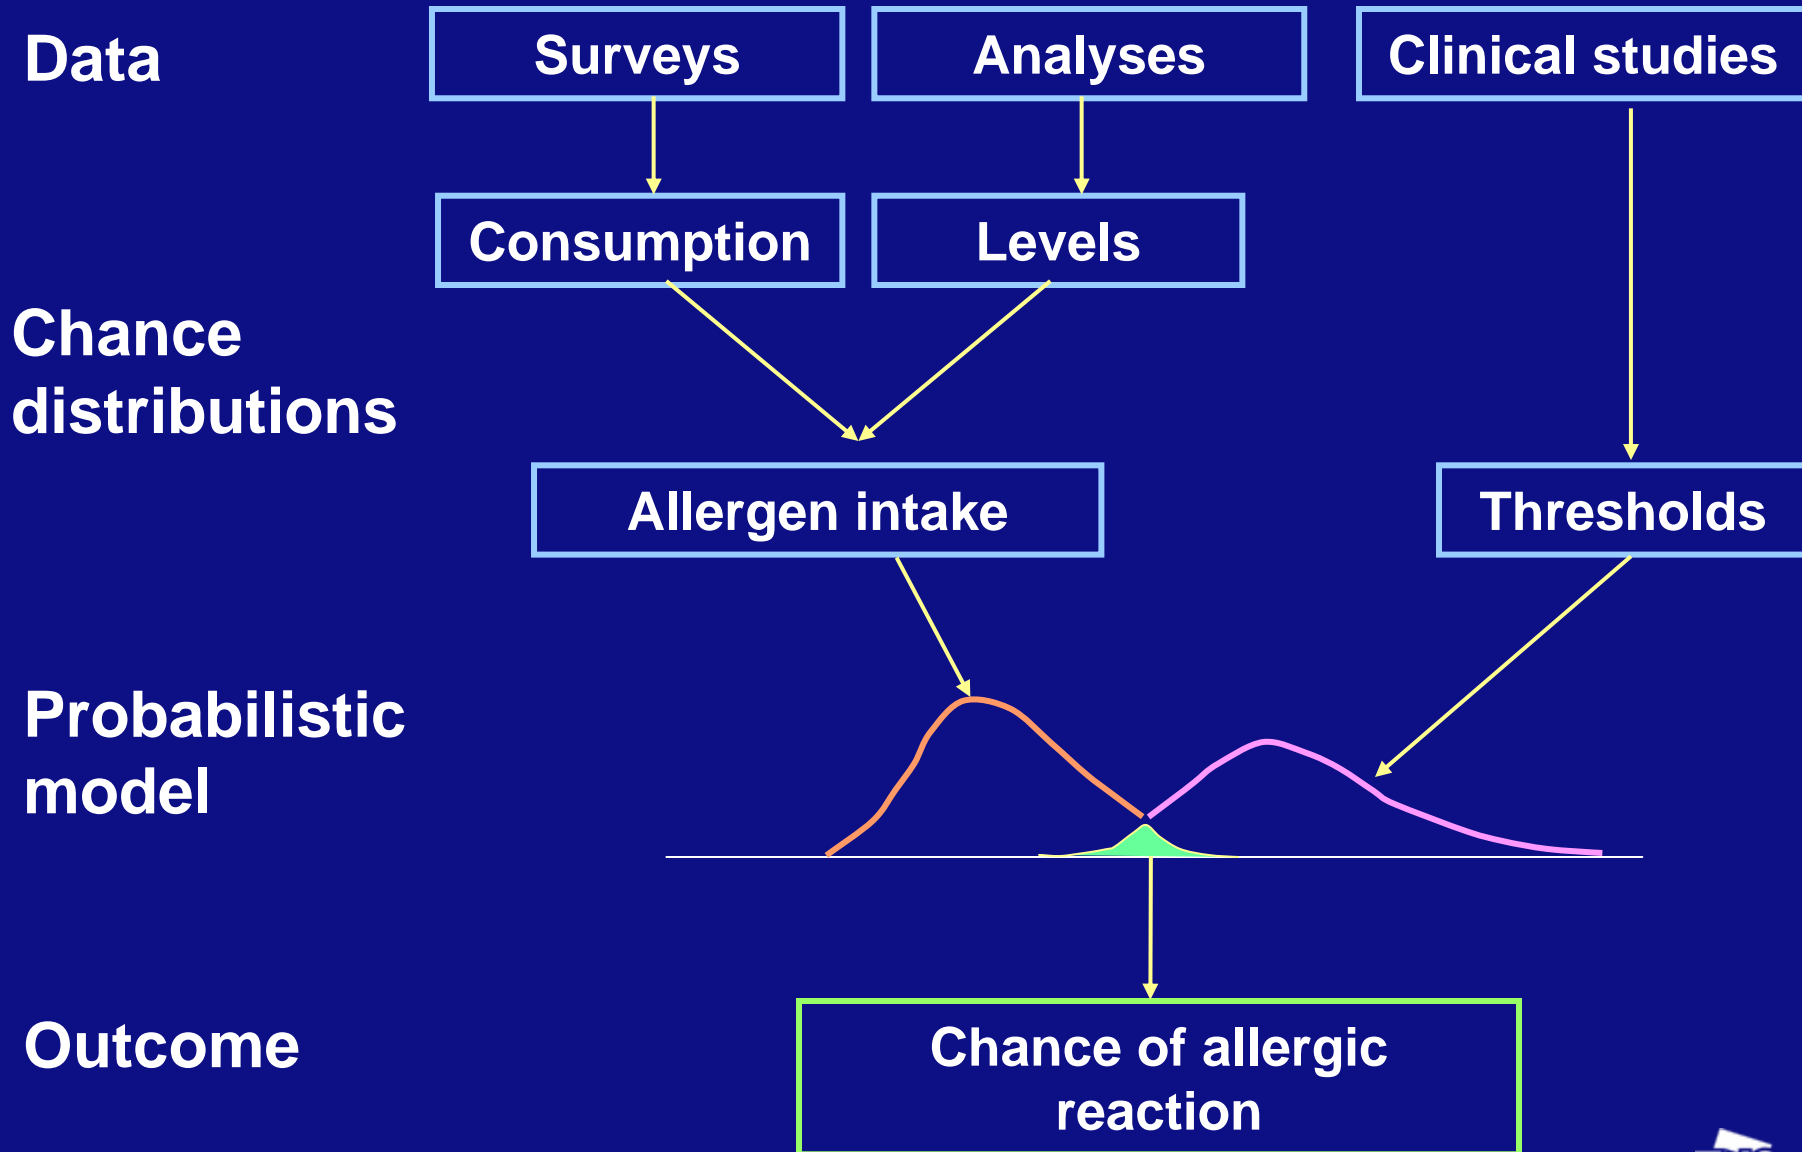 Data
Surveys
Analyses
Clinical studies
Consumption
Levels
Chance
distributions
Allergen intake
Thresholds
Probabilistic
model
Outcome
Chance of allergic
reaction